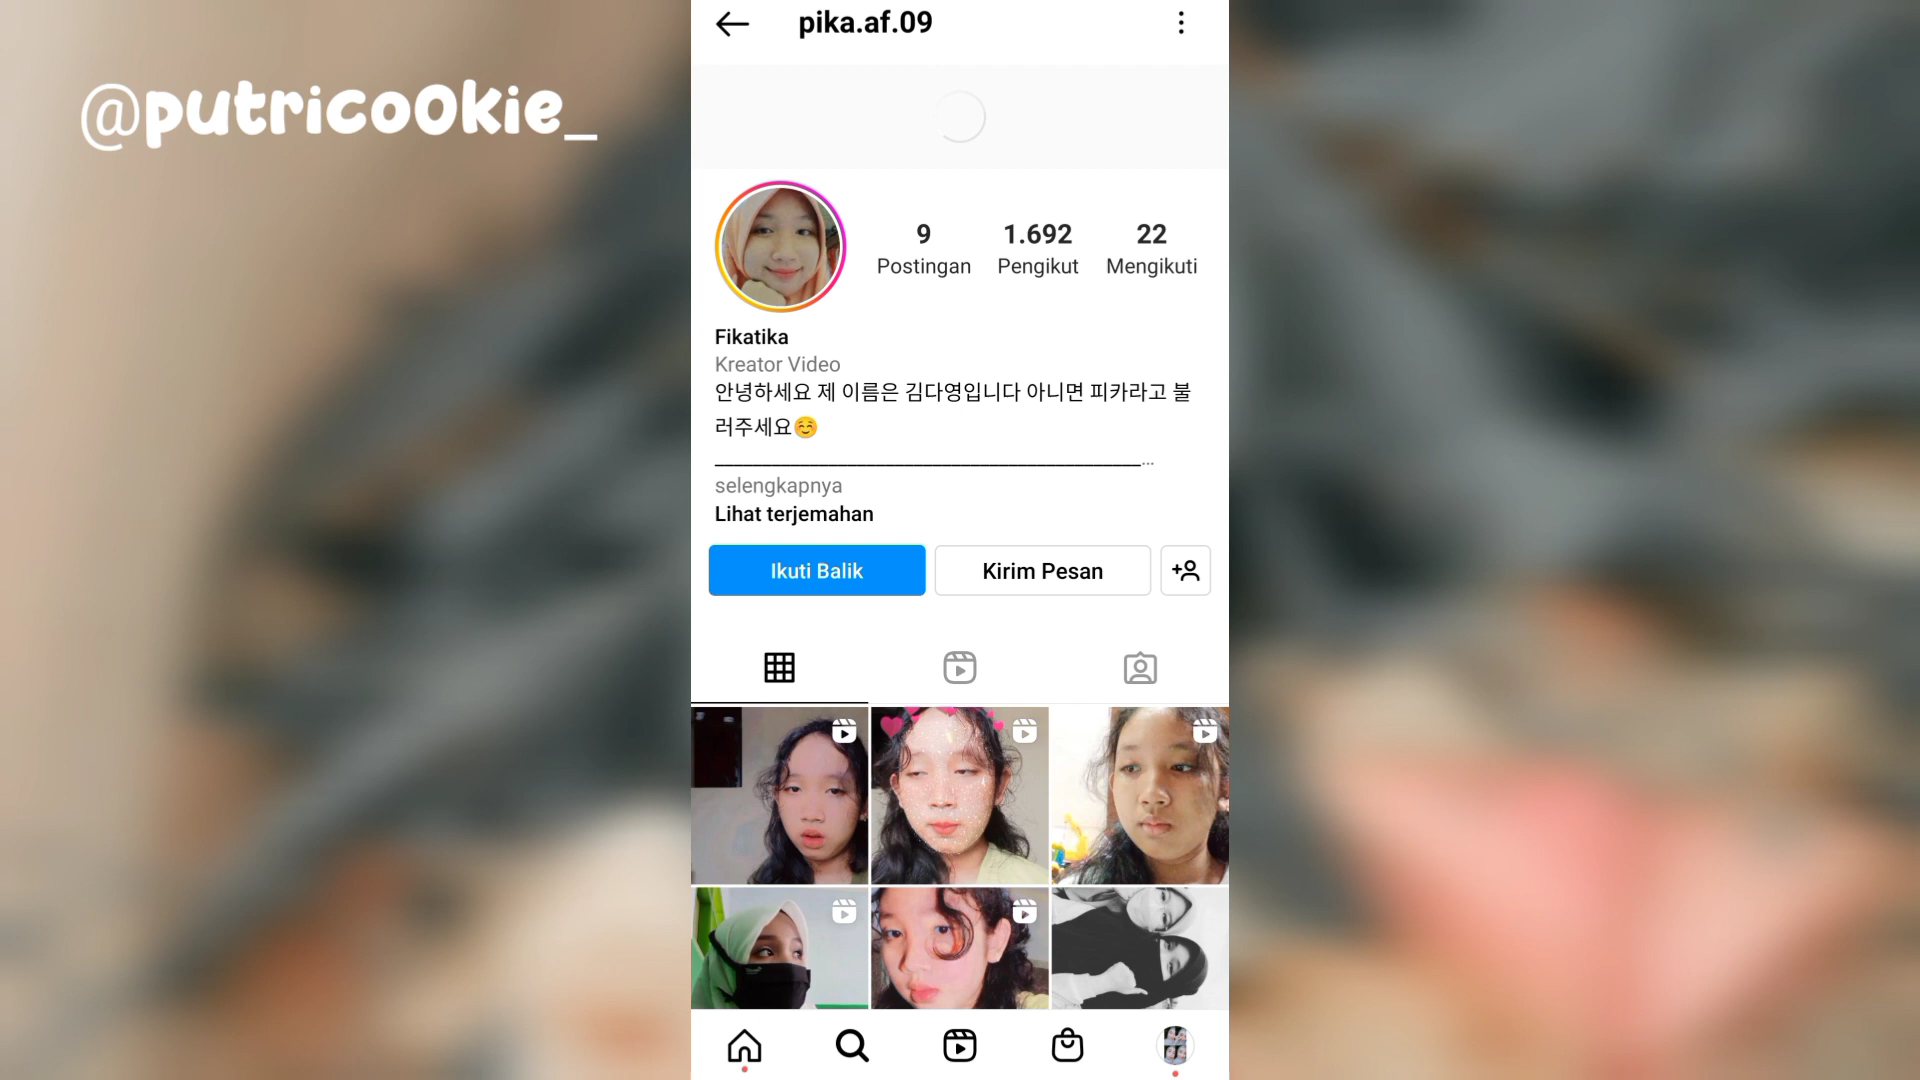 @putrico0kie_
pika.af.09
9
1.692
22
Postingan
Pengikut
Mengikuti
Fikatika
Kreator Video
안녕하세요 제 이름은 김다영입니다 아니면 피카라고 불
러주세요☺️
___________________________________________...
selengkapnya
Lihat terjemahan
Ikuti Balik
Kirim Pesan